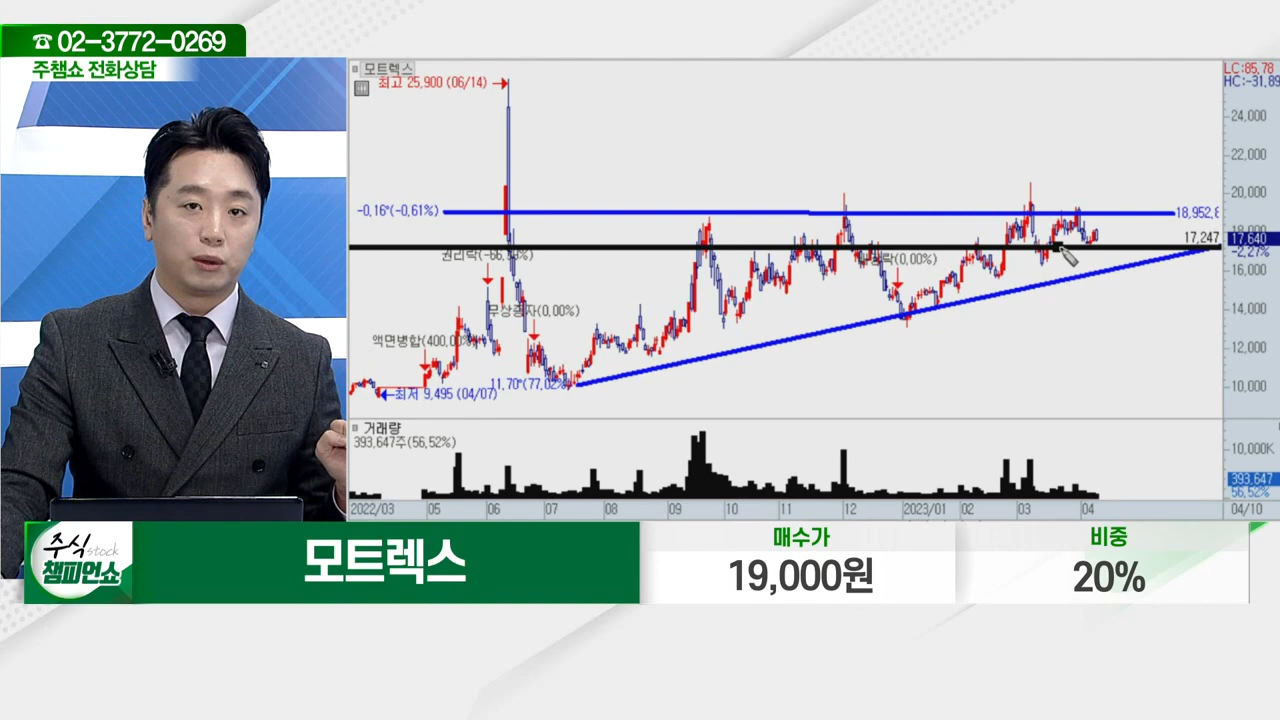 ☎ 02-3772-0269
주챔쇼 전화상담
모트렉스
최고 25,900 (06/14)
LC:85,78
HC:-31,89
24,000
22,000
20,000
-0,16°(-0,61%)
18,952,8
18,000
17,247
17,640
-2,27%
권리락(-66,
(0,00%)
16,000
무상증자(0,00%)
14,000
액면병합(400,00%)
12,000
11,70°(77,02%)
최저 9,495 (04/07)
10,000
거래량
393,647주(56,52%)
10,000K
393,647
56,52%
2022/03
05
06
07
08
09
10
11
12
2023/01
02
03
04
04/10
주식 stock
챔피언쇼
모트렉스
매수가
19,000원
비중
20%